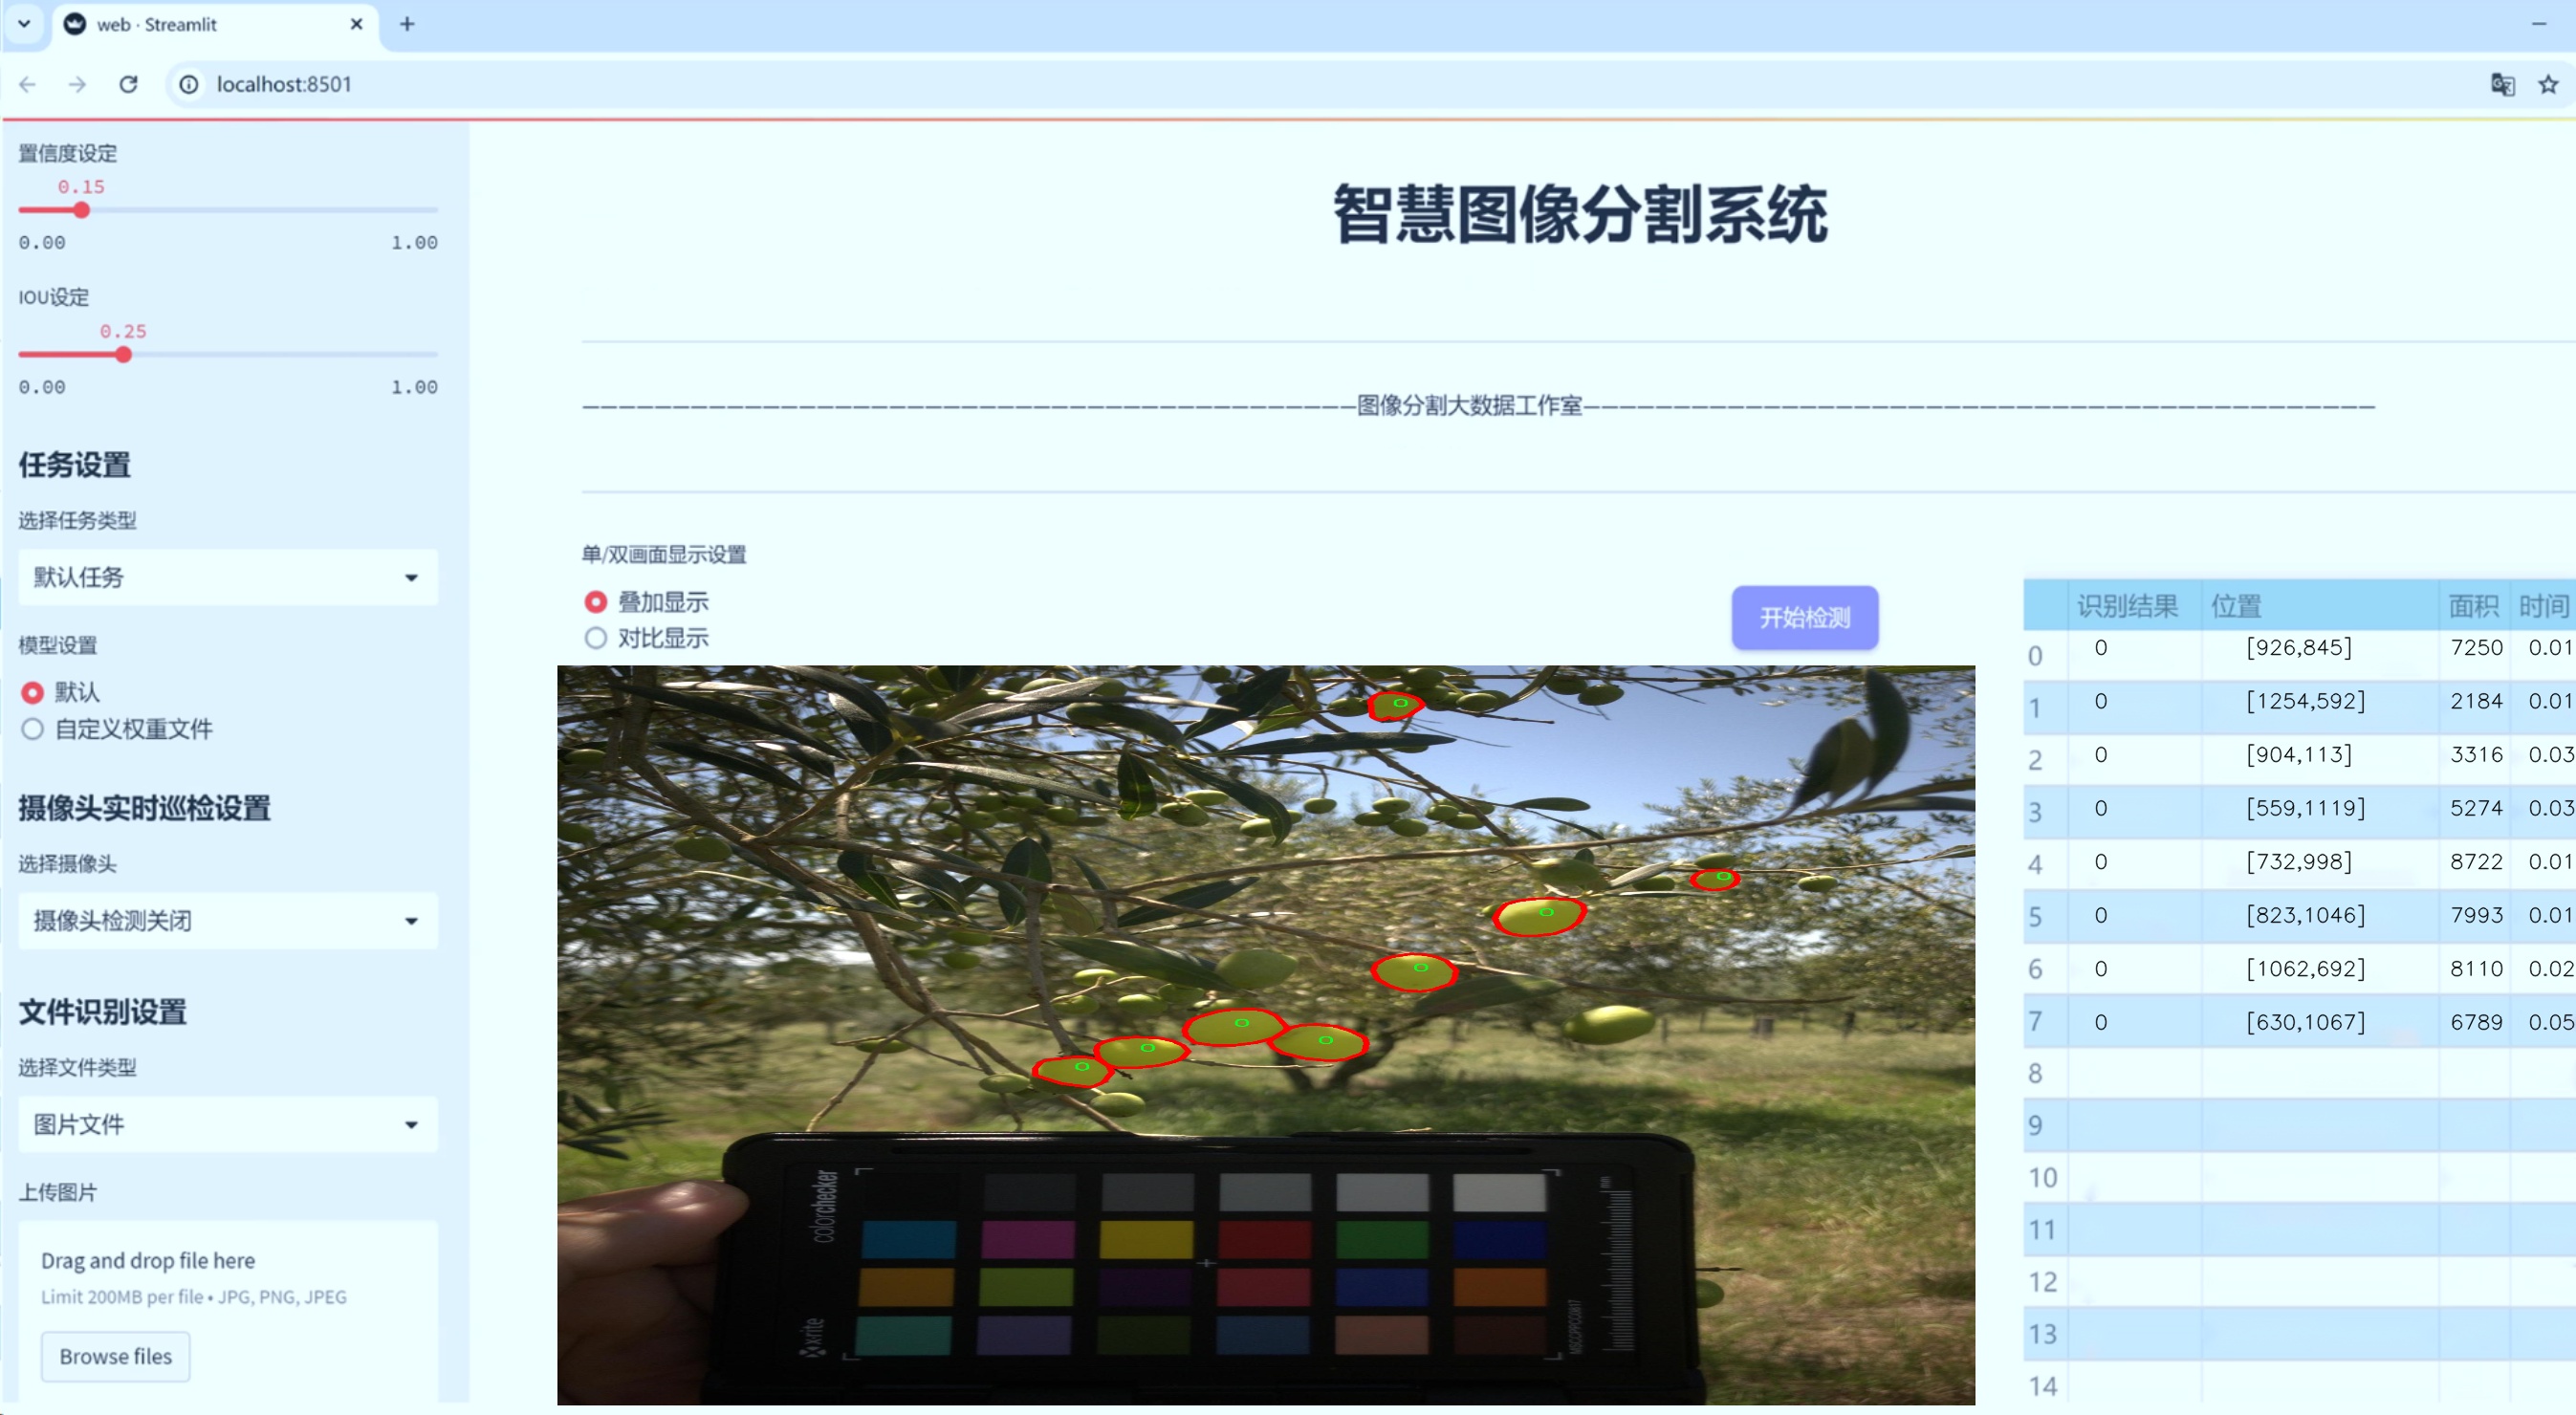 web · Streamlit
localhost:8501
置信度设定
0.15
0.00 1.00
IOU设定
0.25
0.00 1.00
任务设置
选择任务类型
默认任务
模型设置
默认
自定义权重文件
摄像头实时巡检设置
选择摄像头
摄像头检测关闭
文件识别设置
选择文件类型
图片文件
上传图片
Drag and drop file here
Limit 200MB per file • JPG, PNG, JPEG
Browse files
智慧图像分割系统
———————————————————————————————————————————图像分割大数据工作室————————————————————————————————————————————
单/双画面显示设置
叠加显示
对比显示
开始检测
colorchecker
x-rite
识别结果 位置 面积 时间
0 0 [926,845] 7250 0.01
1 0 [1254,592] 2184 0.01
2 0 [904,113] 3316 0.03
3 0 [559,1119] 5274 0.03
4 0 [732,998] 8722 0.01
5 0 [823,1046] 7993 0.01
6 0 [1062,692] 8110 0.02
7 0 [630,1067] 6789 0.05
8
9
10
11
12
13
14